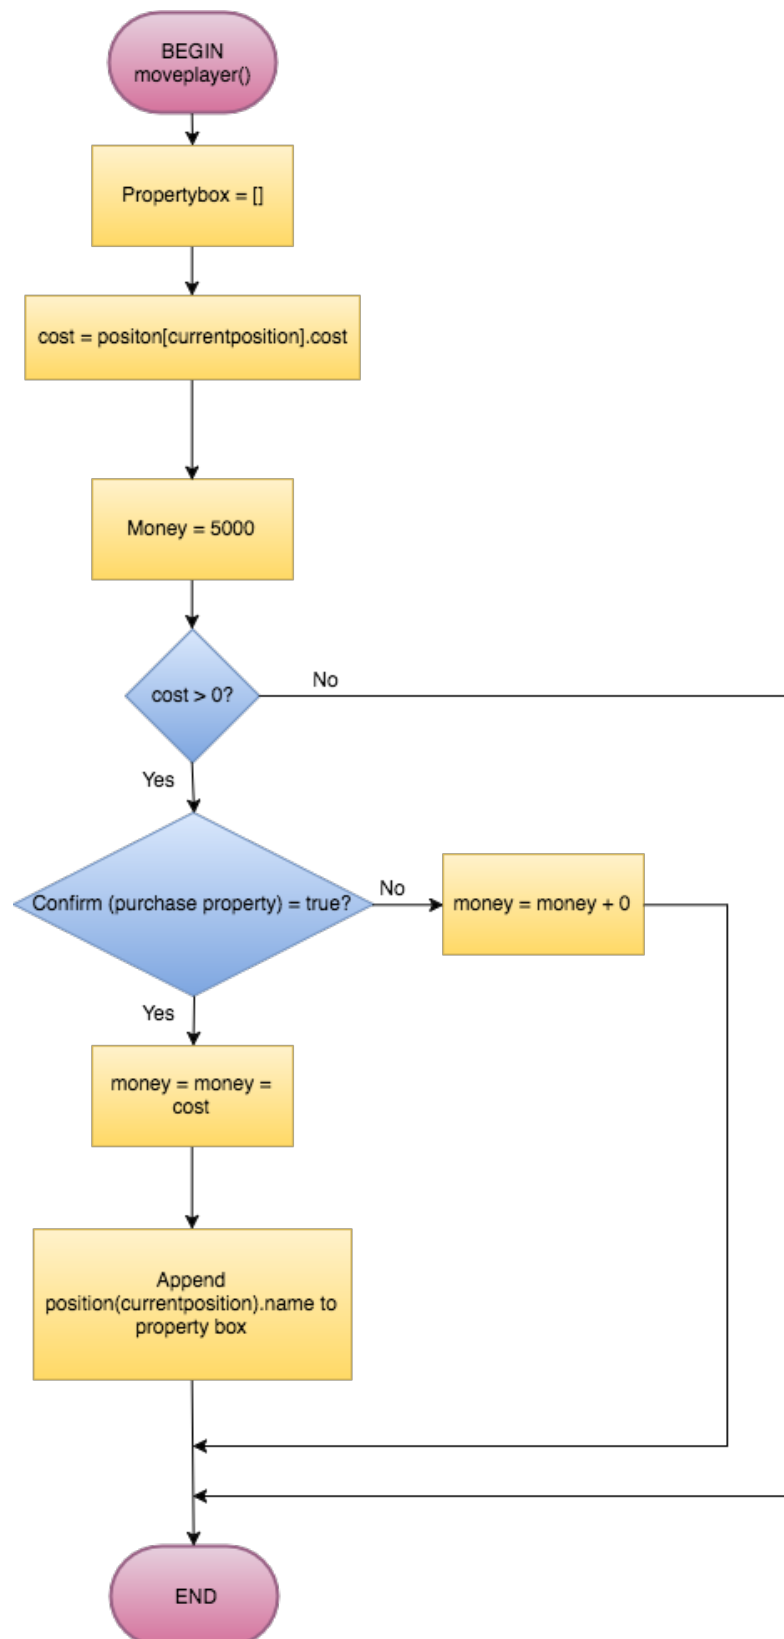 BEGIN
moveplayer()
Propertybox = []
cost = positon[currentposition].cost
Money = 5000
cost > 0?
No
Yes
Confirm (purchase property) = true?
No
money = money + 0
Yes
money = money =
cost
Append
position(currentposition).name to
property box
END